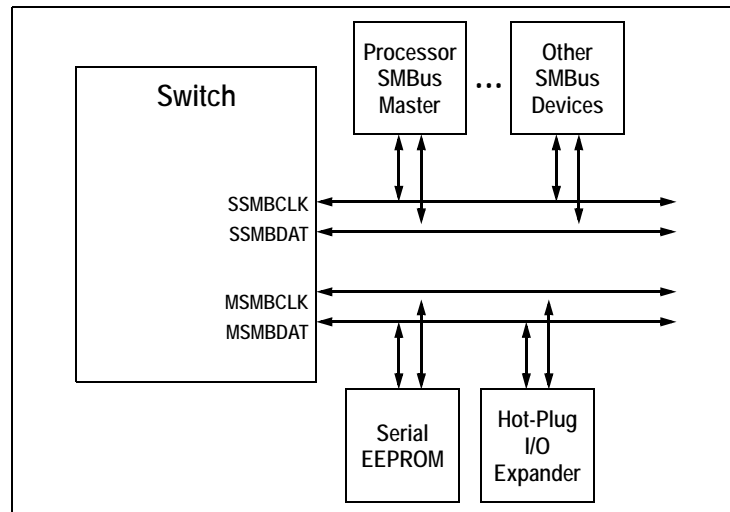 Processor
SMBus
Master
...
Other
SMBus
Devices
Switch
SSMBCLK
SSMBDAT
MSMBCLK
MSMBDAT
Serial
EEPROM
Hot-Plug
I/O
Expander